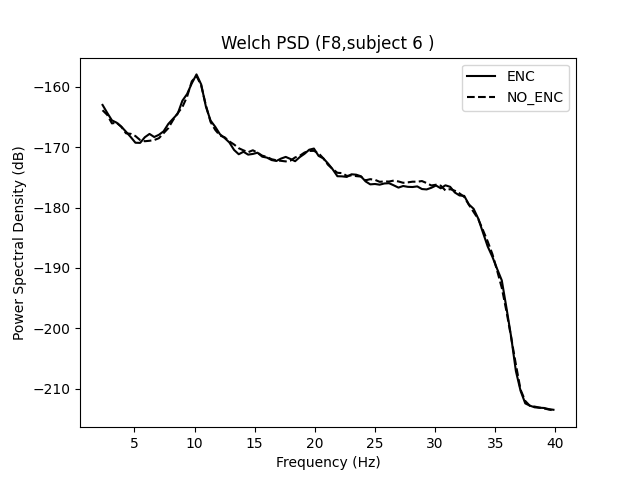 Welch PSD (F8,subject 6 )
ENC
NO_ENC
Power Spectral Density (dB)
−160
−170
−180
−190
−200
−210
5 10 15 20 25 30 35 40
Frequency (Hz)